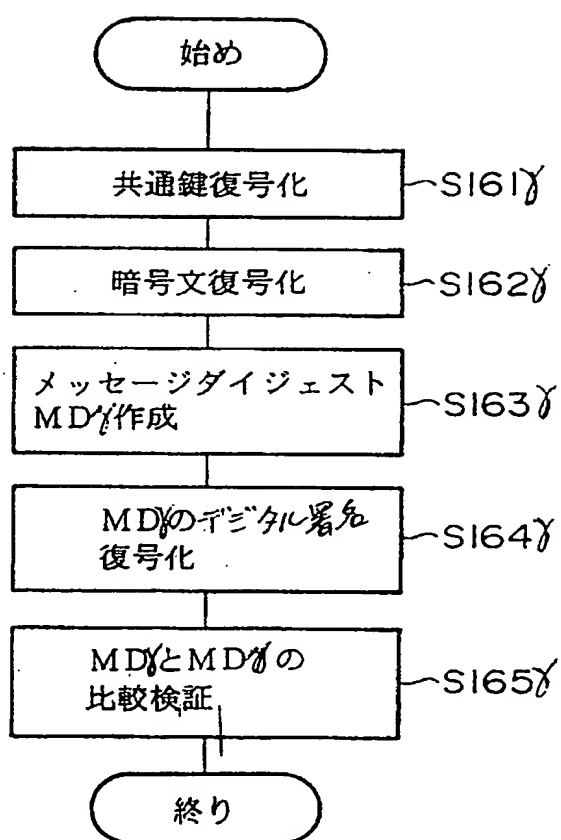 始め
共通鍵復号化
S161γ
暗号文復号化
S162γ
メッセージダイジェスト
MDγ作成
S163γ
MDγのデジタル署名
復号化
S164γ
MDγとMDγの
比較検証
S165γ
終り